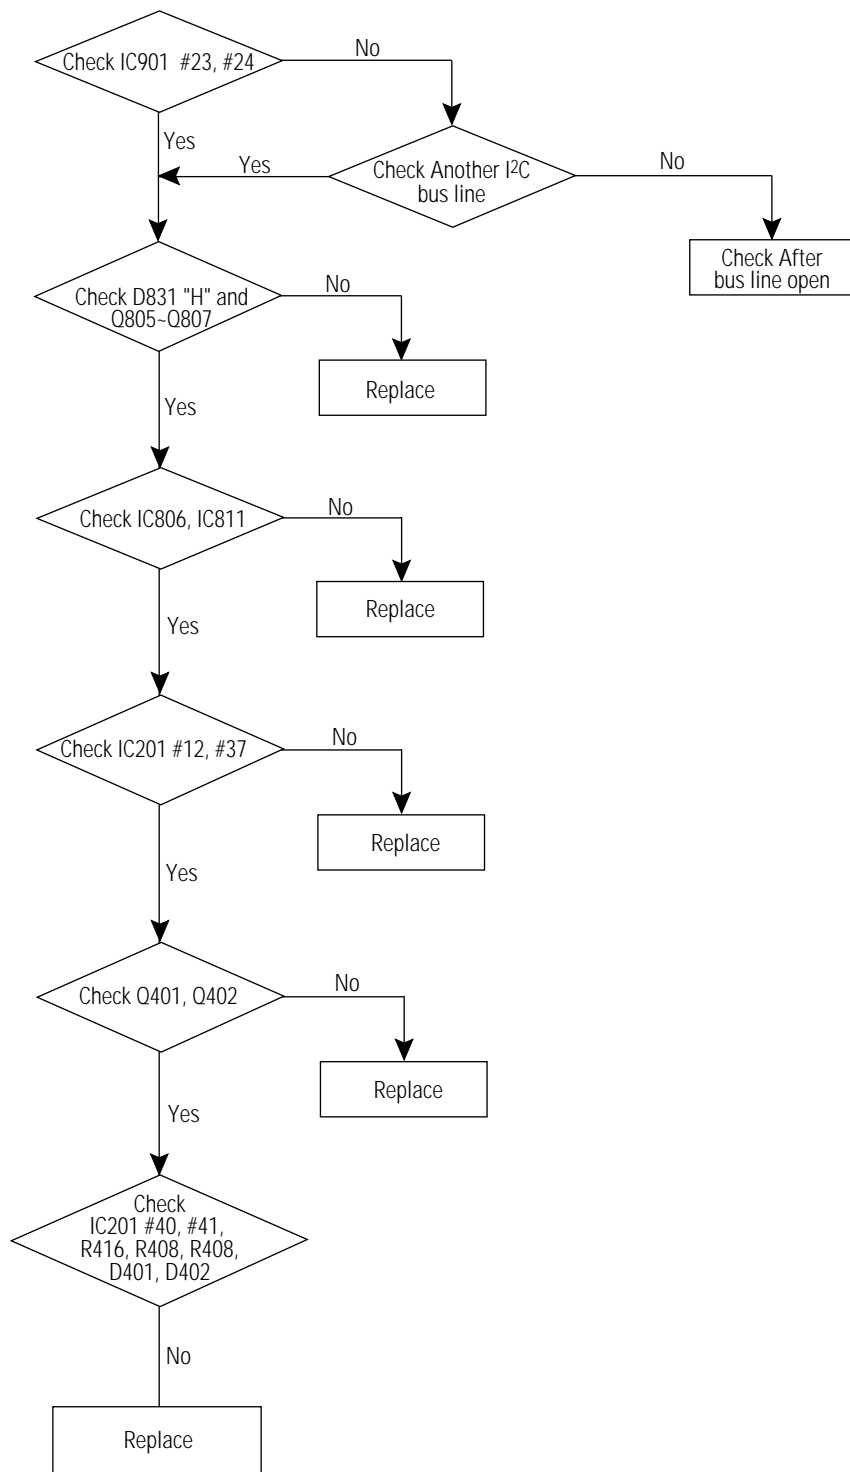 Check IC901 #23, #24
No
Yes
Check Another I²C
bus line
Yes
No
Check After
bus line open
Check D831 "H" and
Q805~Q807
No
Replace
Yes
Check IC806, IC811
No
Replace
Yes
Check IC201 #12, #37
No
Replace
Yes
Check Q401, Q402
No
Replace
Yes
Check
IC201 #40, #41,
R416, R408, R408,
D401, D402
No
Replace